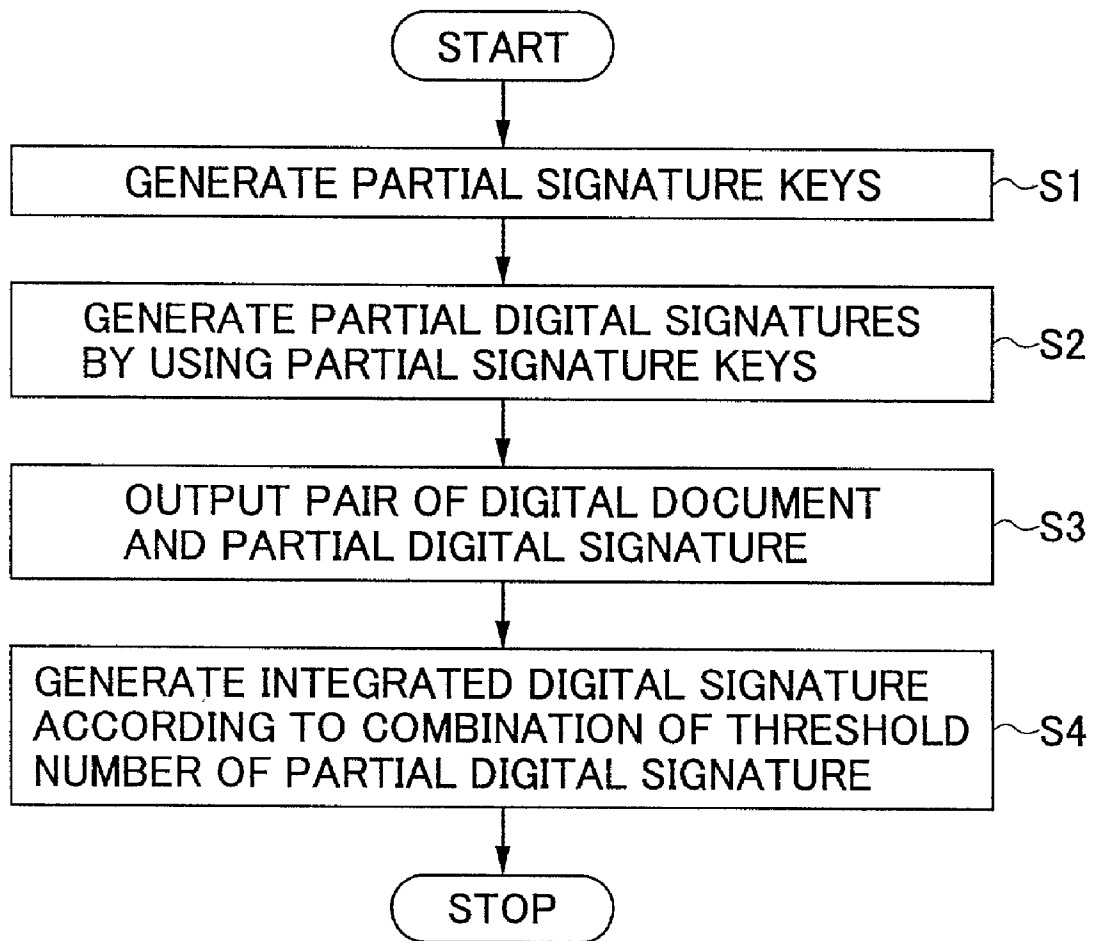 START
GENERATE PARTIAL SIGNATURE KEYS
S1
GENERATE PARTIAL DIGITAL SIGNATURES
BY USING PARTIAL SIGNATURE KEYS
S2
OUTPUT PAIR OF DIGITAL DOCUMENT
AND PARTIAL DIGITAL SIGNATURE
S3
GENERATE INTEGRATED DIGITAL SIGNATURE
ACCORDING TO COMBINATION OF THRESHOLD
NUMBER OF PARTIAL DIGITAL SIGNATURE
S4
STOP